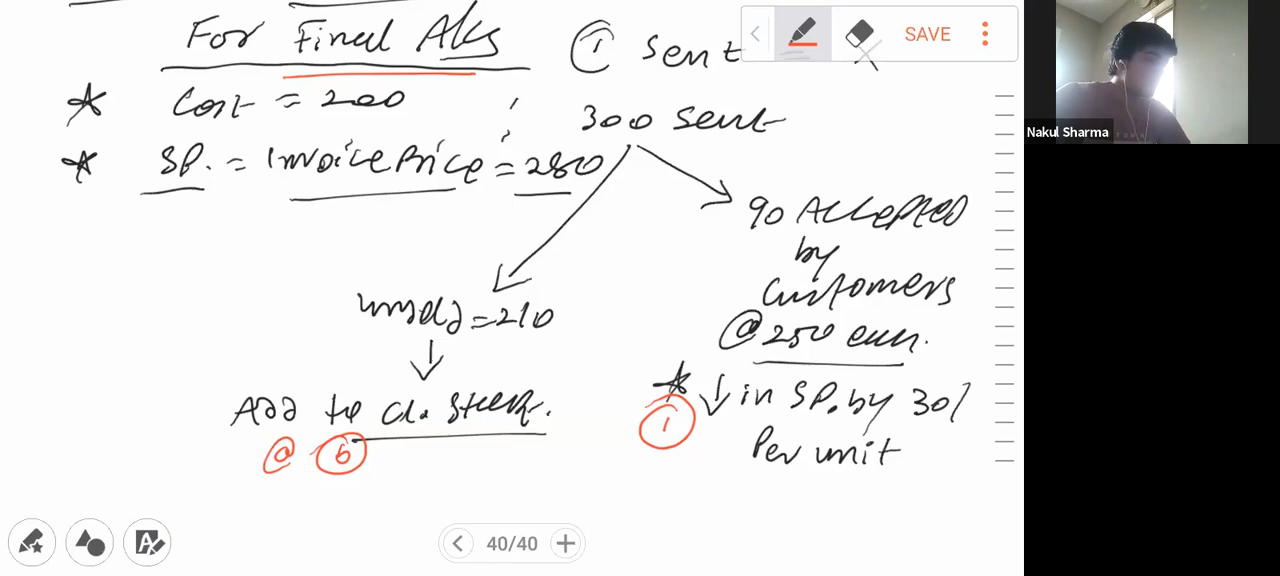 For Final A/cs
① Sent
SAVE
Cost = 200
300 Sent
SP. = Invoice Price = 280
90 Accepted
by
Customers
@ 250 each.
unsold = 210
Add to Cl. Stock.
@ 6
① ↓ in SP. by 30/
Per unit
40/40
Nakul Sharma